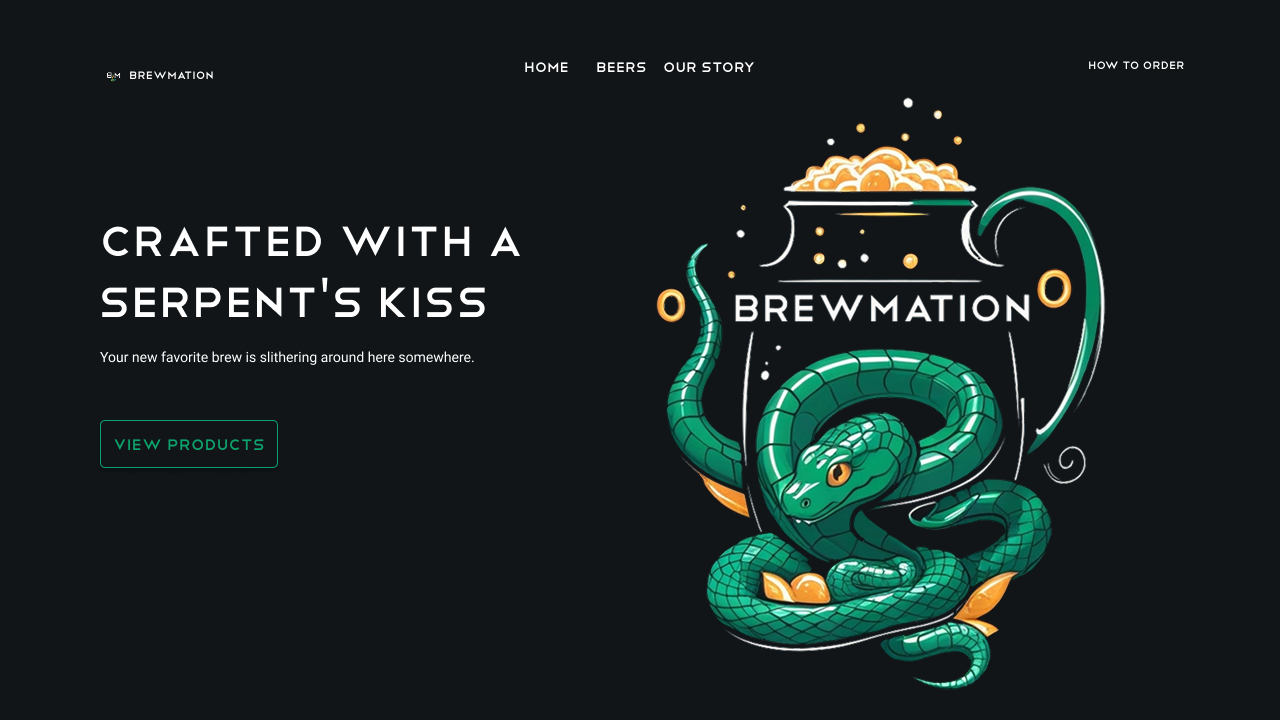 BREWMATION
HOME BEERS OUR STORY
HOW TO ORDER
CRAFTED WITH A
SERPENT'S KISS
Your new favorite brew is slithering around here somewhere.
VIEW PRODUCTS
BREWMATION